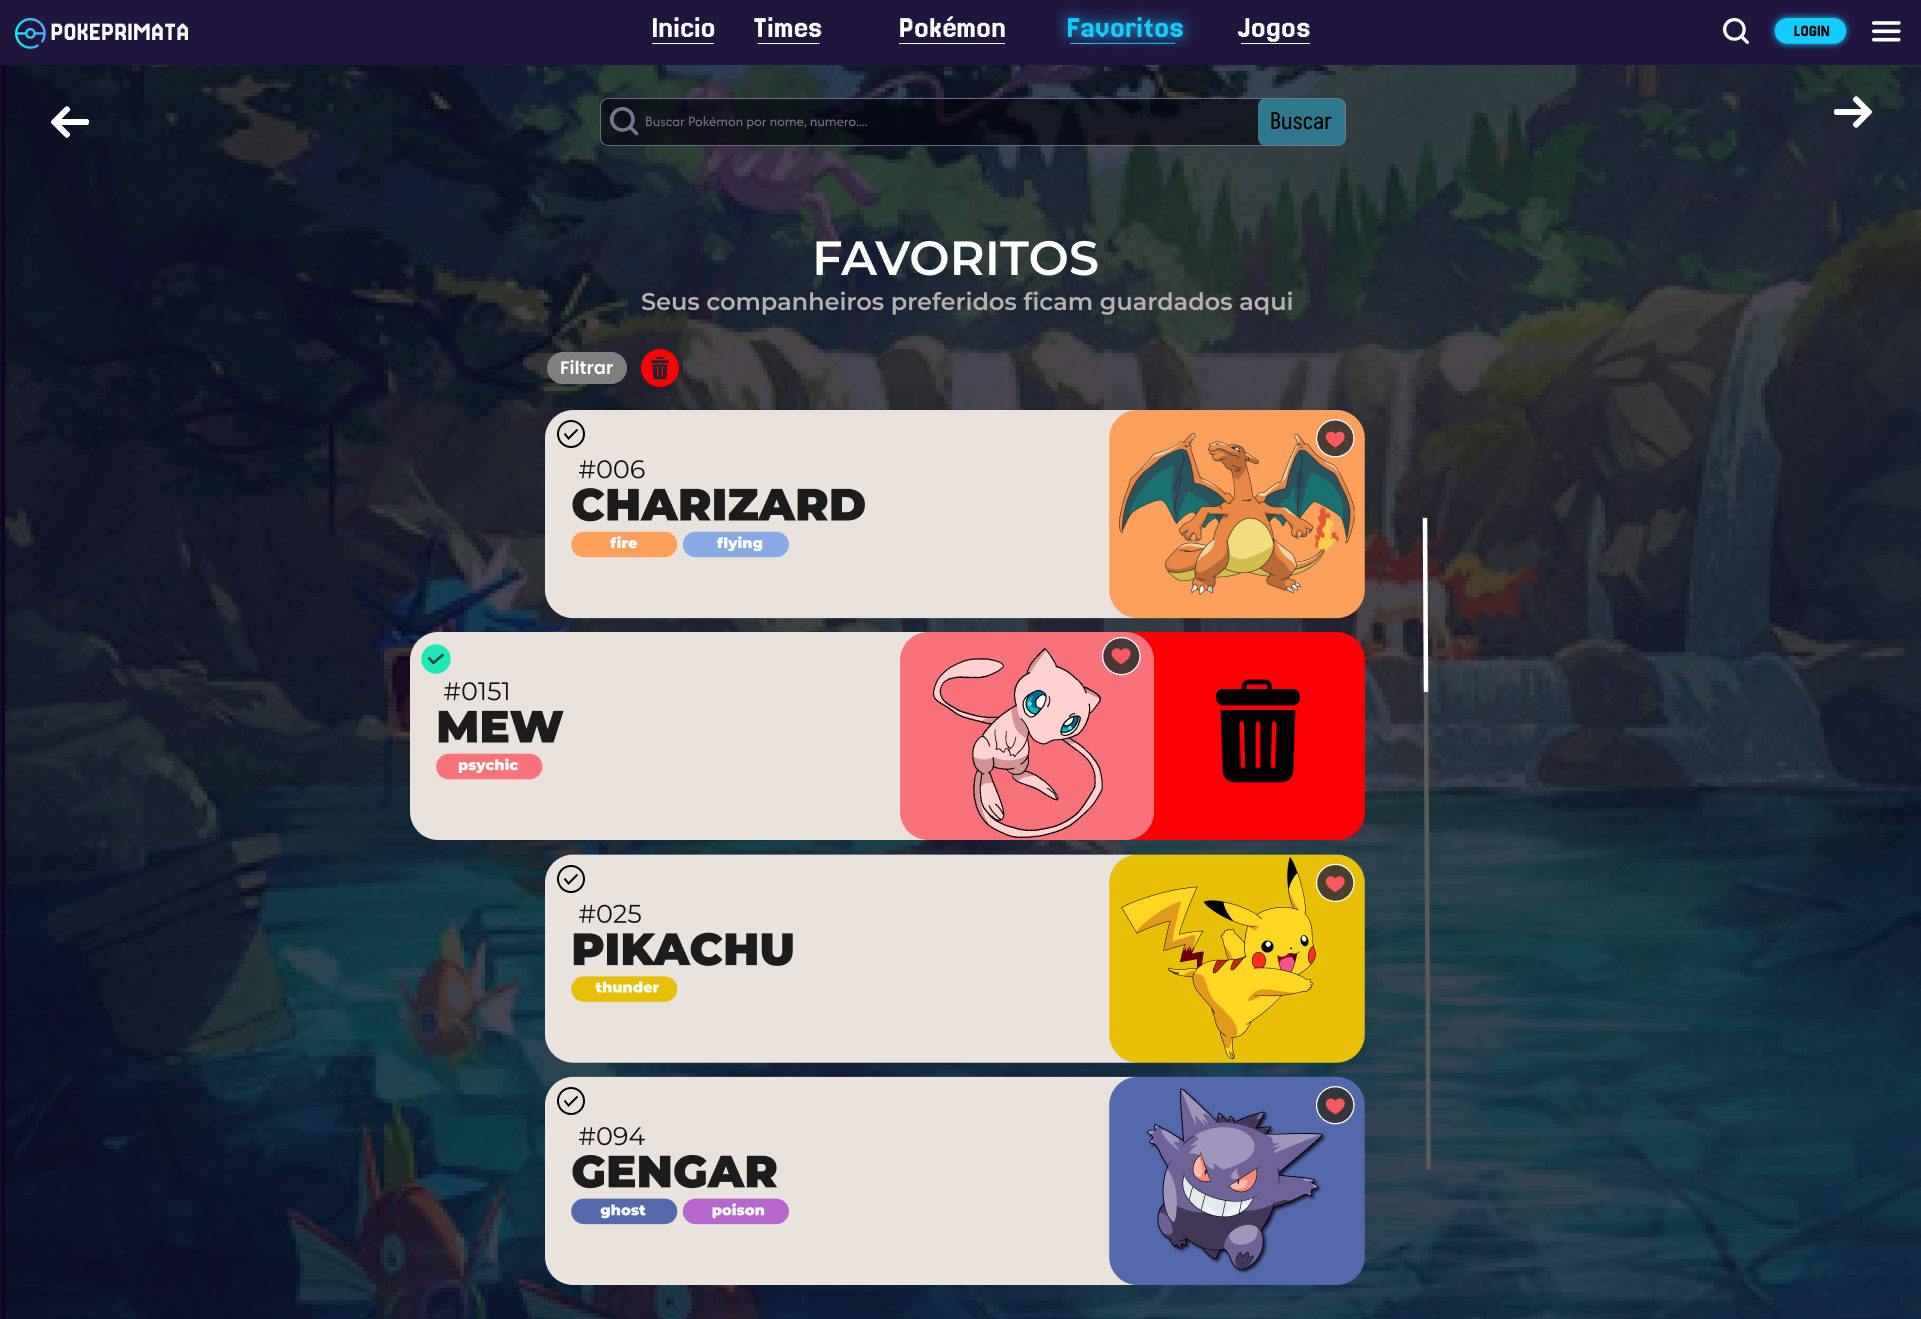 POKEPRIMATA
Inicio Times Pokémon Favoritos Jogos
LOGIN
Buscar Pokémon por nome, numero....
Buscar
FAVORITOS
Seus companheiros preferidos ficam guardados aqui
Filtrar
#006
CHARIZARD
fire flying
#0151
MEW
psychic
#025
PIKACHU
thunder
#094
GENGAR
ghost poison